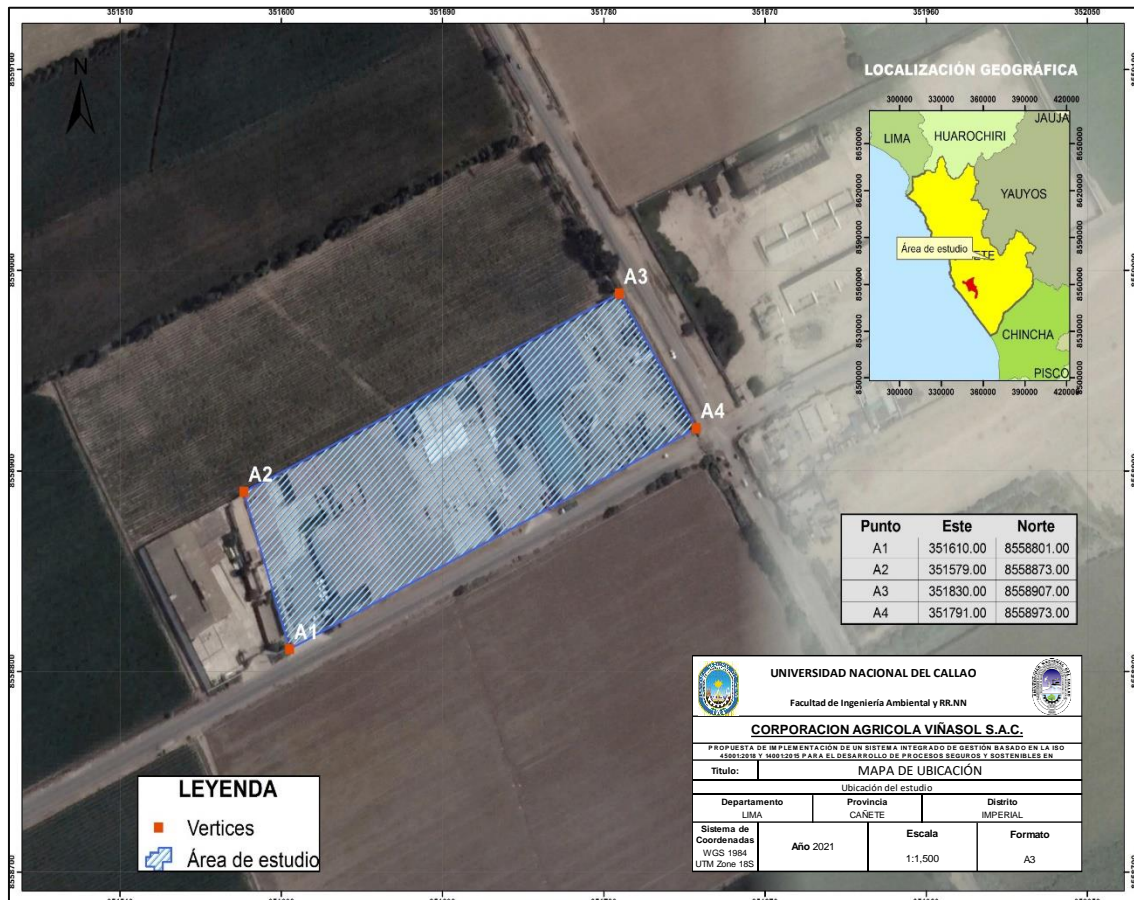 351510 351600 351690 351780 351870 351960 352050
8559100
8559000
8558900
8558800
8558700
N
A3
A4
A2
A1
LOCALIZACIÓN GEOGRÁFICA
300000 330000 360000 390000 420000
8650000
8620000
8590000
8560000
8530000
8500000
JAUJA
LIMA
HUAROCHIRI
YAUYOS
Área de estudio
CHINCHA
PISCO
300000 330000 360000 390000 420000
Punto Este Norte
A1 351610.00 8558801.00
A2 351579.00 8558873.00
A3 351830.00 8558907.00
A4 351791.00 8558973.00
UNIVERSIDAD NACIONAL DEL CALLAO
Facultad de Ingeniería Ambiental y RR.NN
CORPORACION AGRICOLA VIÑASOL S.A.C.
PROPUESTA DE IMPLEMENTACIÓN DE UN SISTEMA INTEGRADO DE GESTIÓN BASADO EN LA ISO
45001:2018 Y 14001:2015 PARA EL DESARROLLO DE PROCESOS SEGUROS Y SOSTENIBLES EN
Titulo: MAPA DE UBICACIÓN
Ubicación del estudio
Departamento Provincia Distrito
LIMA CAÑETE IMPERIAL
Sistema de
Coordenadas
WGS 1984
UTM Zone 18S
Año 2021
Escala
1:1,500
Formato
A3
LEYENDA
Vertices
Área de estudio